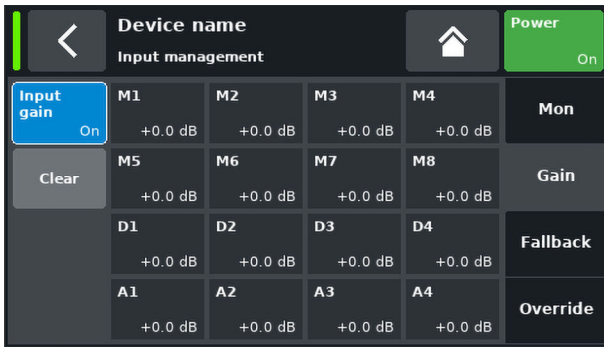 Device name
Input management
Power
On
Input
gain
On
Clear
M1 M2 M3 M4
+0.0 dB +0.0 dB +0.0 dB +0.0 dB
M5 M6 M7 M8
+0.0 dB +0.0 dB +0.0 dB +0.0 dB
D1 D2 D3 D4
+0.0 dB +0.0 dB +0.0 dB +0.0 dB
A1 A2 A3 A4
+0.0 dB +0.0 dB +0.0 dB +0.0 dB
Mon
Gain
Fallback
Override